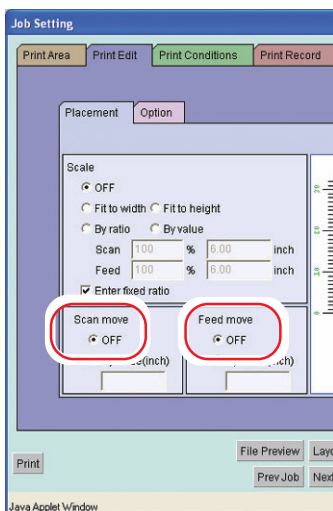 Job Setting
Print Area Print Edit Print Conditions Print Record
Placement Option
Scale
OFF
Fit to width Fit to height
By ratio By value
Scan 100 % 6.00 inch
Feed 100 % 6.00 inch
Enter fixed ratio
Scan move Feed move
OFF OFF
(inch)
File Preview Layo
Print
Prev Job Next
Java Applet Window